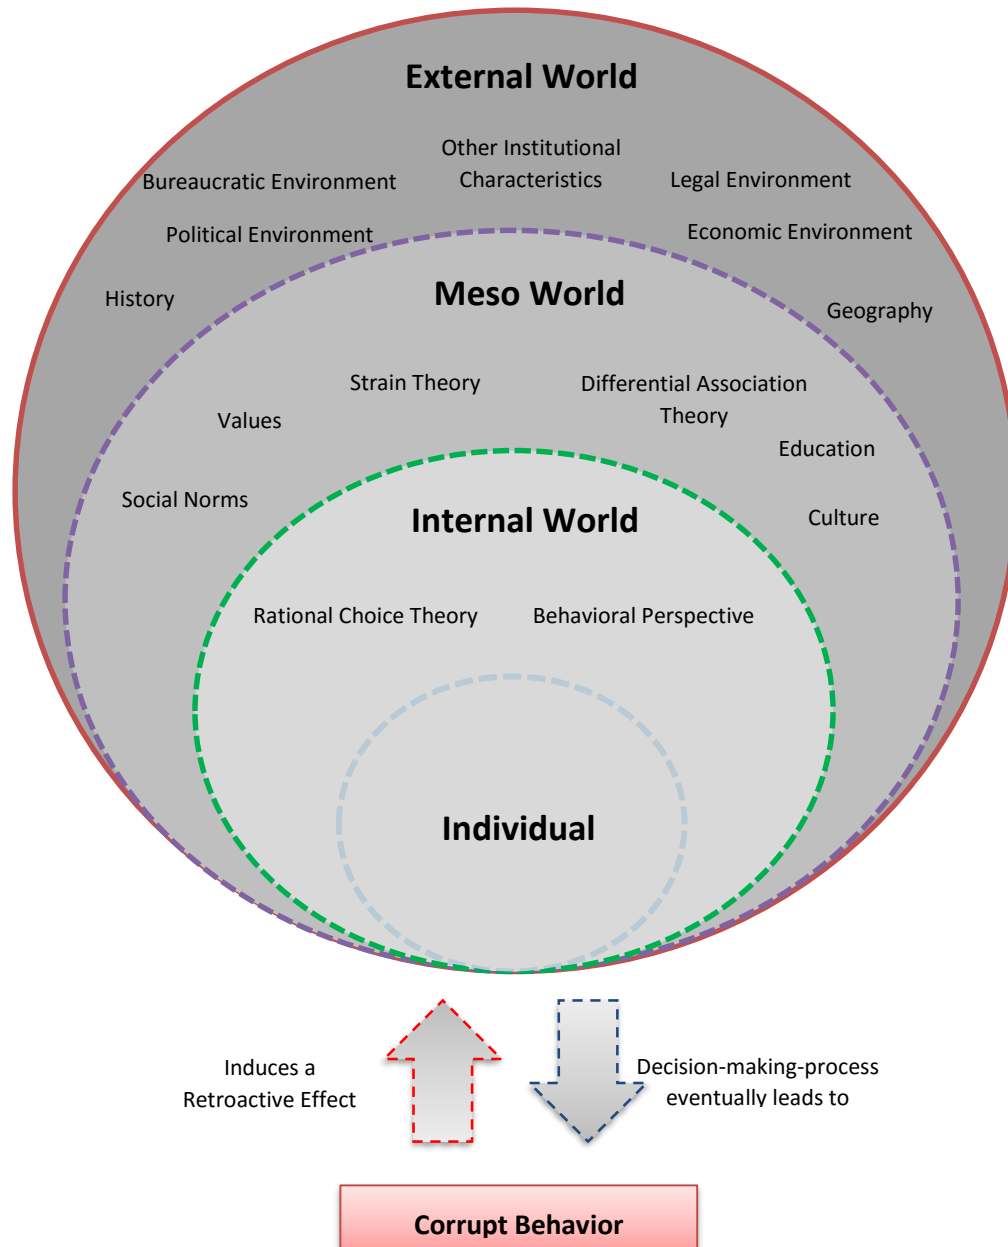 External World
Other Institutional
Characteristics
Bureaucratic Environment
Legal Environment
Political Environment
Economic Environment
History
Geography
Meso World
Strain Theory
Differential Association
Theory
Values
Education
Social Norms
Culture
Internal World
Rational Choice Theory
Behavioral Perspective
Individual
Induces a
Retroactive Effect
Decision-making-process
eventually leads to
Corrupt Behavior